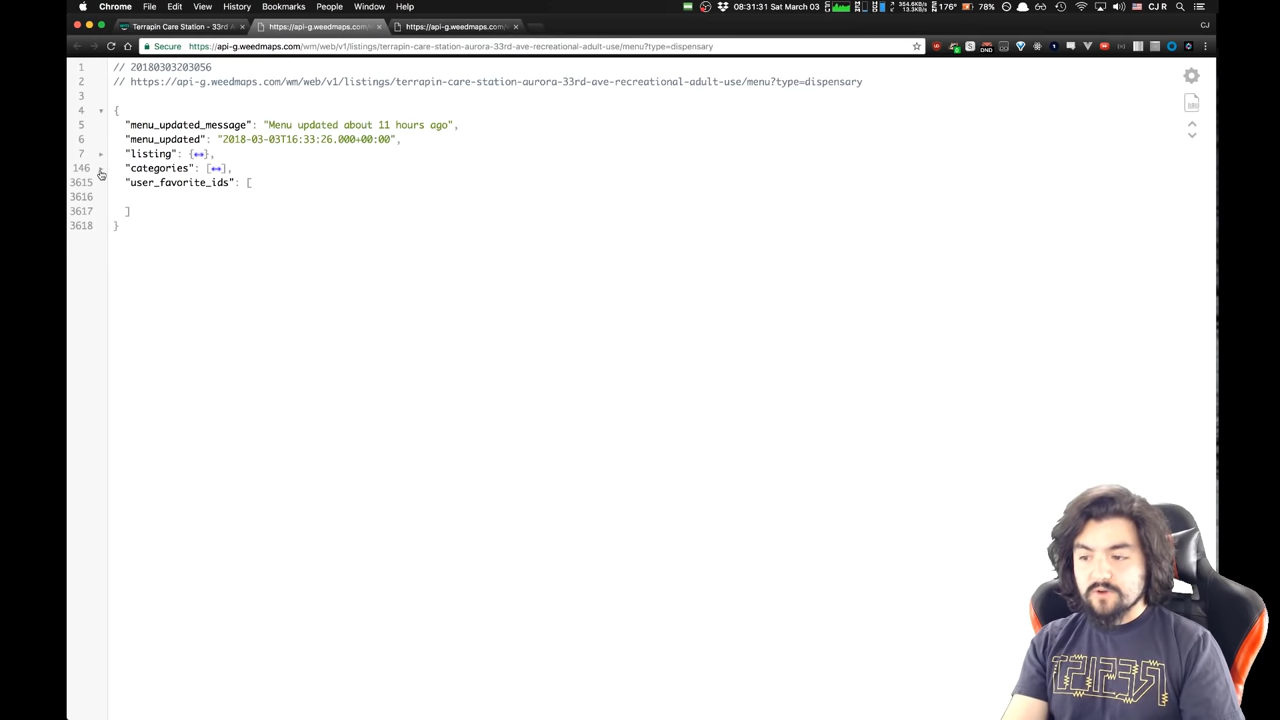 Chrome File Edit View History Bookmarks People Window Help
176° 78% 08:31:31 Sat March 03 CJ R
Terrapin Care Station - 33rd A
https://api-g.weedmaps.com/w
https://api-g.weedmaps.com/
CJ
Secure https://api-g.weedmaps.com/wm/web/v1/listings/terrapin-care-station-aurora-33rd-ave-recreational-adult-use/menu?type=dispensary
1 // 20180303203056
2 // https://api-g.weedmaps.com/wm/web/v1/listings/terrapin-care-station-aurora-33rd-ave-recreational-adult-use/menu?type=dispensary
3
4 {
5 "menu_updated_message": "Menu updated about 11 hours ago",
6 "menu_updated": "2018-03-03T16:33:26.000+00:00",
7 "listing": {↔},
146 "categories": [↔],
3615 "user_favorite_ids": [
3616
3617 ]
3618 }